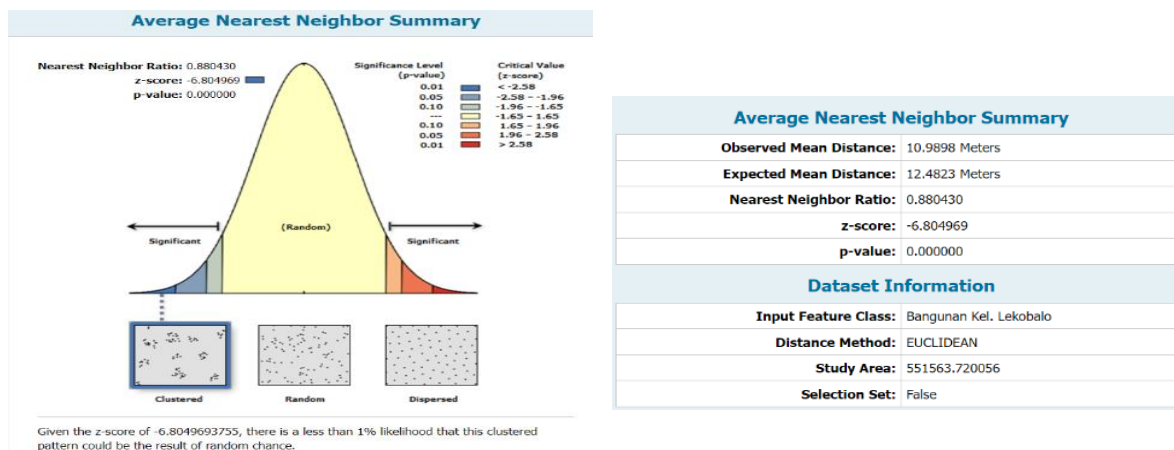 Average Nearest Neighbor Summary
Nearest Neighbor Ratio: 0.880430
z-score: -6.804969
p-value: 0.000000
Significance Level (p-value)
Critical Value (z-score)
0.01 < -2.58
0.05 -2.58 - -1.96
0.10 -1.96 - -1.65
--- -1.65 - 1.65
0.10 1.65 - 1.96
0.05 1.96 - 2.58
0.01 > 2.58
Significant
(Random)
Significant
Clustered
Random
Dispersed
Given the z-score of -6.8049693755, there is a less than 1% likelihood that this clustered
pattern could be the result of random chance.
Average Nearest Neighbor Summary
Observed Mean Distance: 10.9898 Meters
Expected Mean Distance: 12.4823 Meters
Nearest Neighbor Ratio: 0.880430
z-score: -6.804969
p-value: 0.000000
Dataset Information
Input Feature Class: Bangunan Kel. Lekobalo
Distance Method: EUCLIDEAN
Study Area: 551563.720056
Selection Set: False